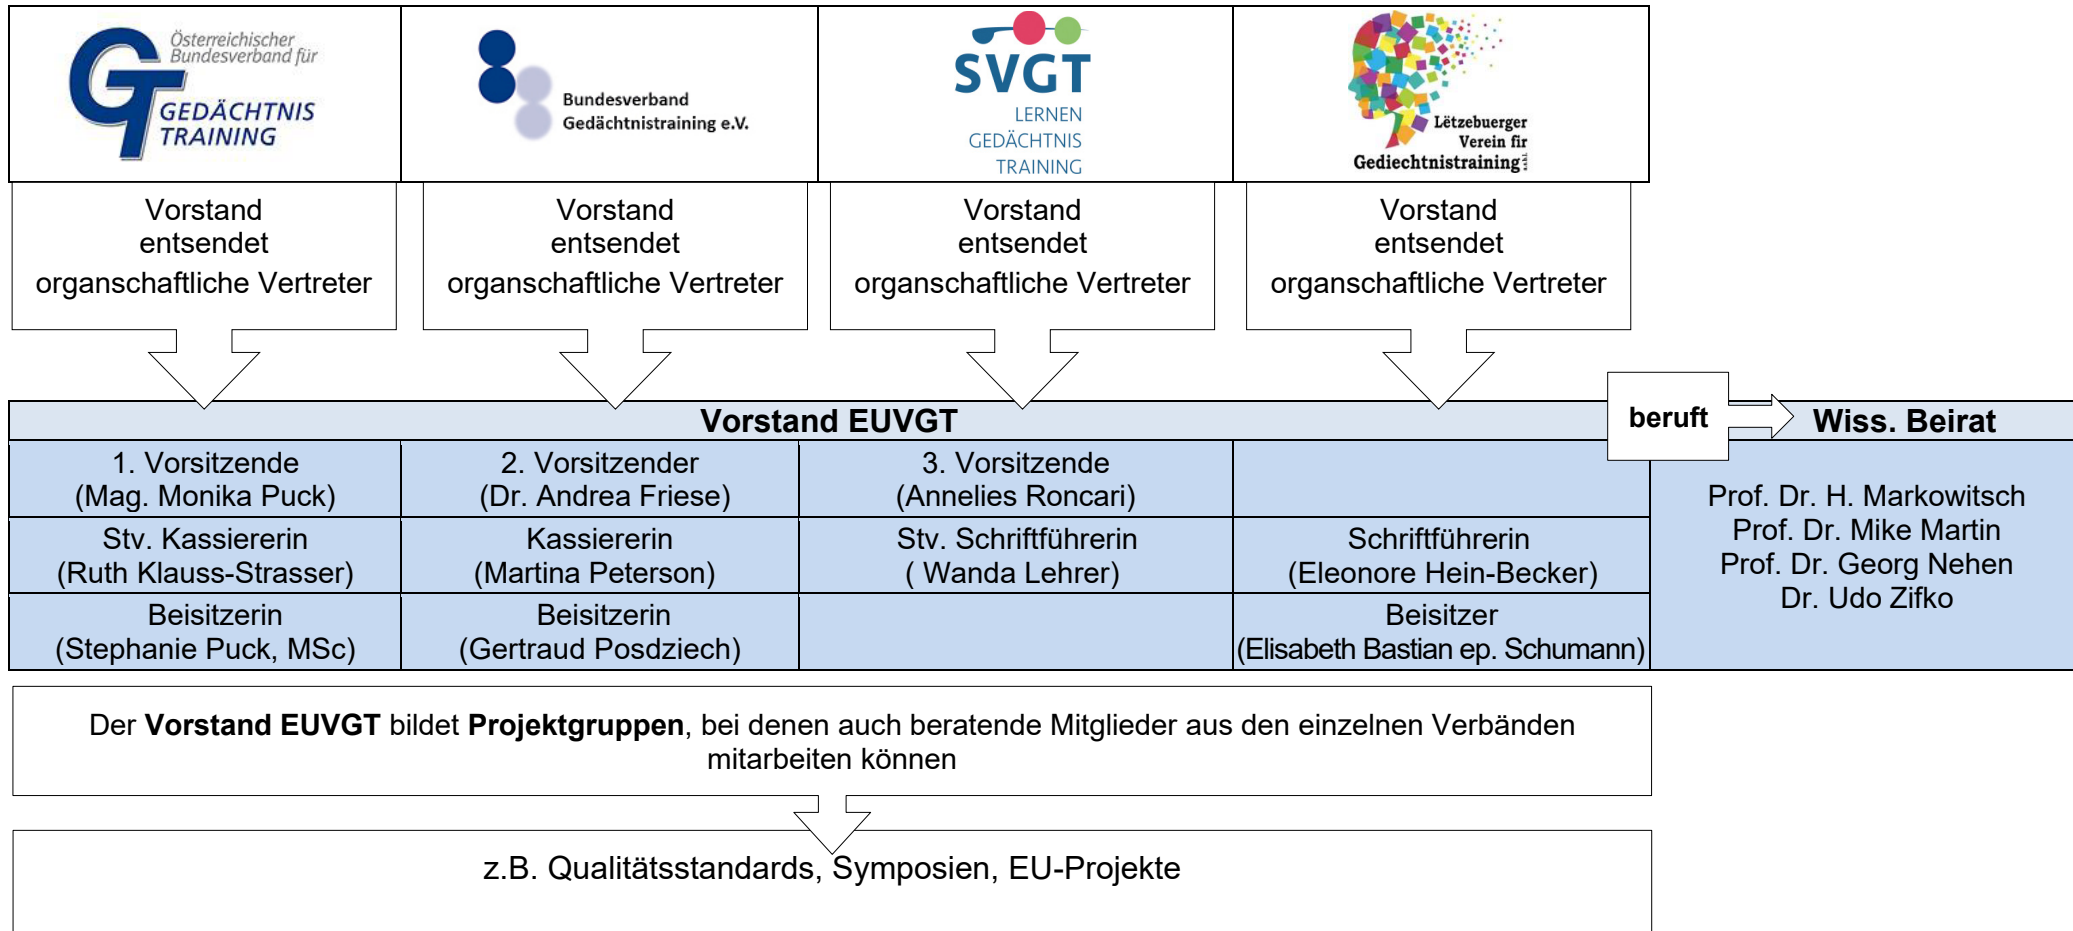 Österreichischer
Bundesverband für
GT
GEDÄCHTNIS
TRAINING
Bundesverband
Gedächtnistraining e.V.
SVGT
LERNEN
GEDÄCHTNIS
TRAINING
Lëtzebuerger
Verein fir
Gediechtnistraining
Vorstand
entsendet
organschaftliche Vertreter
Vorstand
entsendet
organschaftliche Vertreter
Vorstand
entsendet
organschaftliche Vertreter
Vorstand
entsendet
organschaftliche Vertreter
Vorstand EUVGT
beruft
Wiss. Beirat
1. Vorsitzende
(Mag. Monika Puck)
2. Vorsitzender
(Dr. Andrea Friese)
3. Vorsitzende
(Annelies Roncari)
Stv. Kassiererin
(Ruth Klauss-Strasser)
Kassiererin
(Martina Peterson)
Stv. Schriftführerin
( Wanda Lehrer)
Schriftführerin
(Eleonore Hein-Becker)
Beisitzerin
(Stephanie Puck, MSc)
Beisitzerin
(Gertraud Posdziech)
Beisitzer
(Elisabeth Bastian ep. Schumann)
Prof. Dr. H. Markowitsch
Prof. Dr. Mike Martin
Prof. Dr. Georg Nehen
Dr. Udo Zifko
Der Vorstand EUVGT bildet Projektgruppen, bei denen auch beratende Mitglieder aus den einzelnen Verbänden
mitarbeiten können
z.B. Qualitätsstandards, Symposien, EU-Projekte